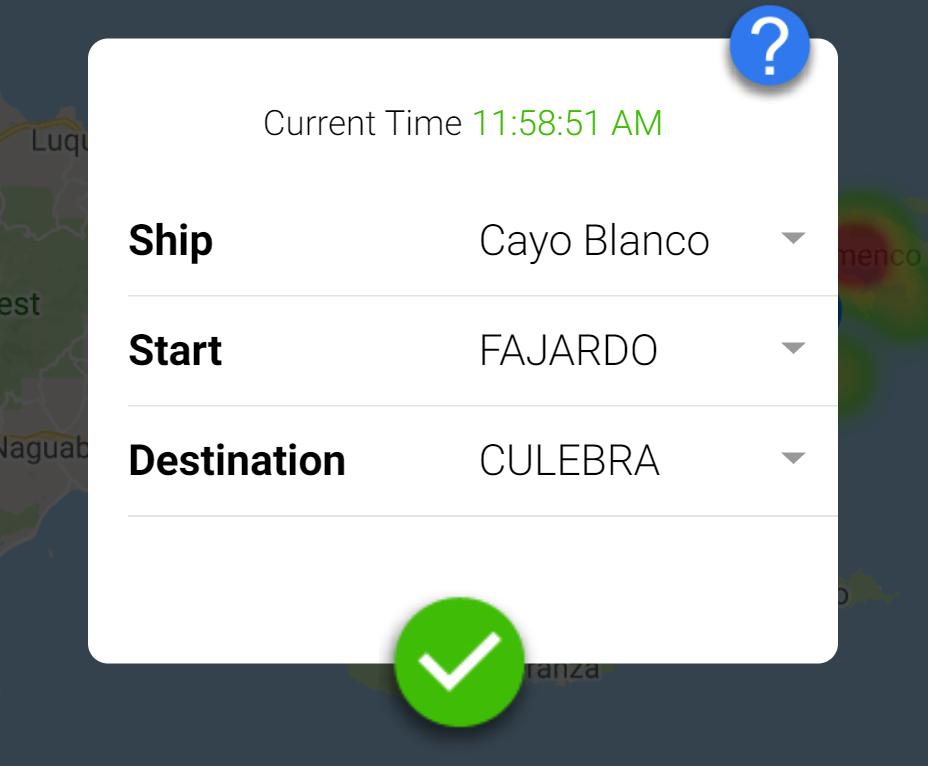 ?
Current Time 11:58:51 AM
Luqu
Ship Cayo Blanco
menco
est
Start FAJARDO
Naguab
Destination CULEBRA
o
ranza